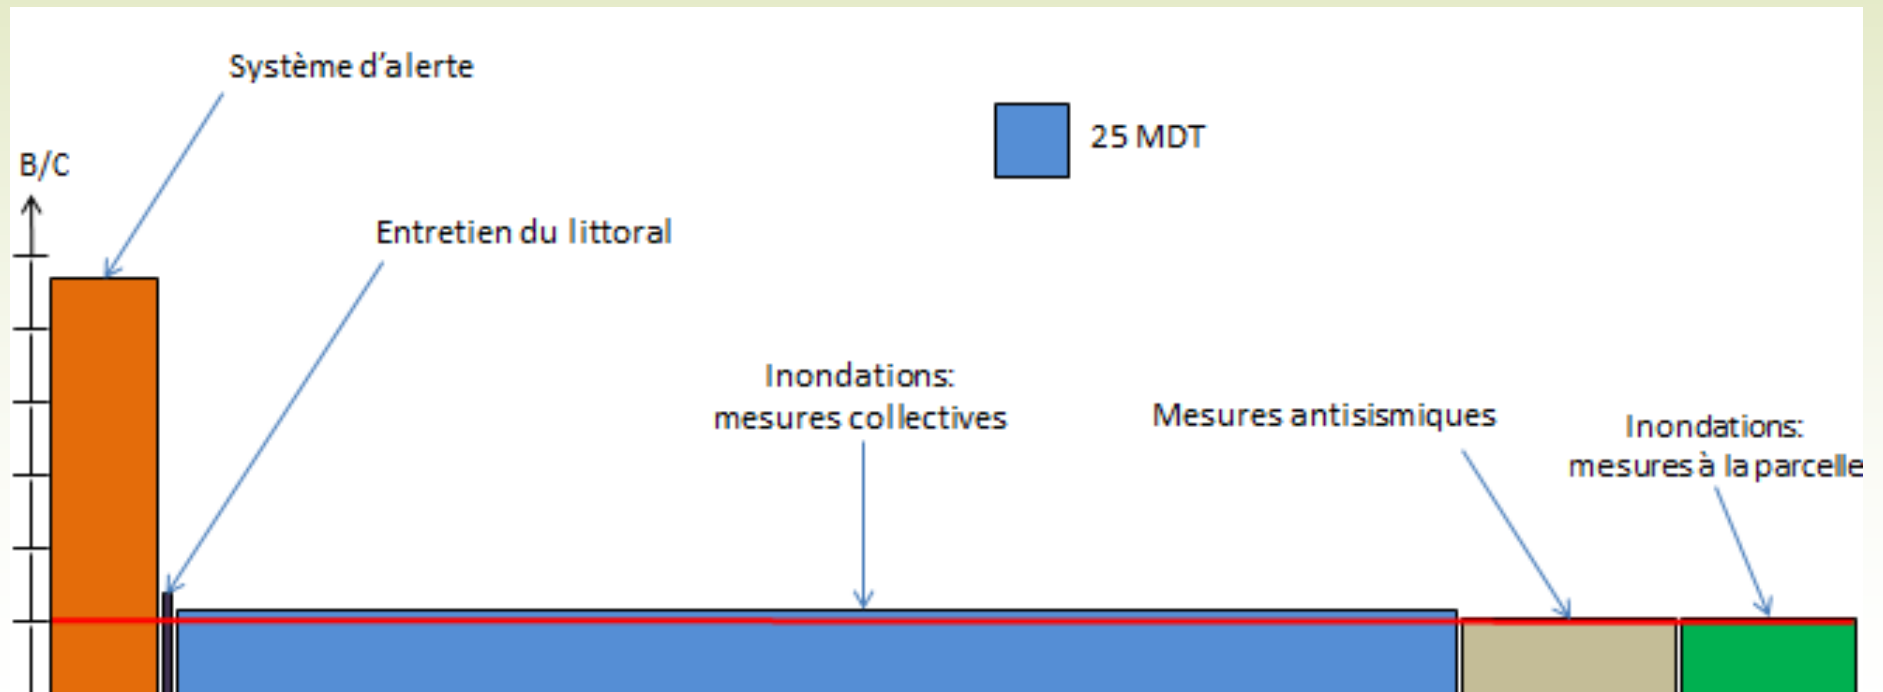 Système d'alerte
25 MDT
B/C
Entretien du littoral
Inondations:
mesures collectives
Mesures antisismiques
Inondations:
mesures à la parcelle